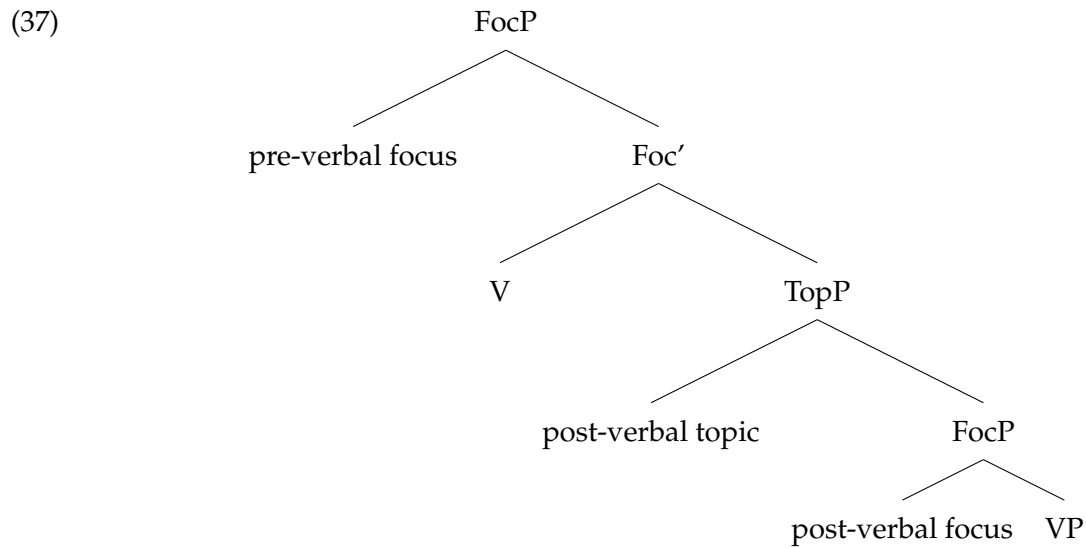 (37) FocP
pre-verbal focus Foc′
V TopP
post-verbal topic FocP
post-verbal focus VP